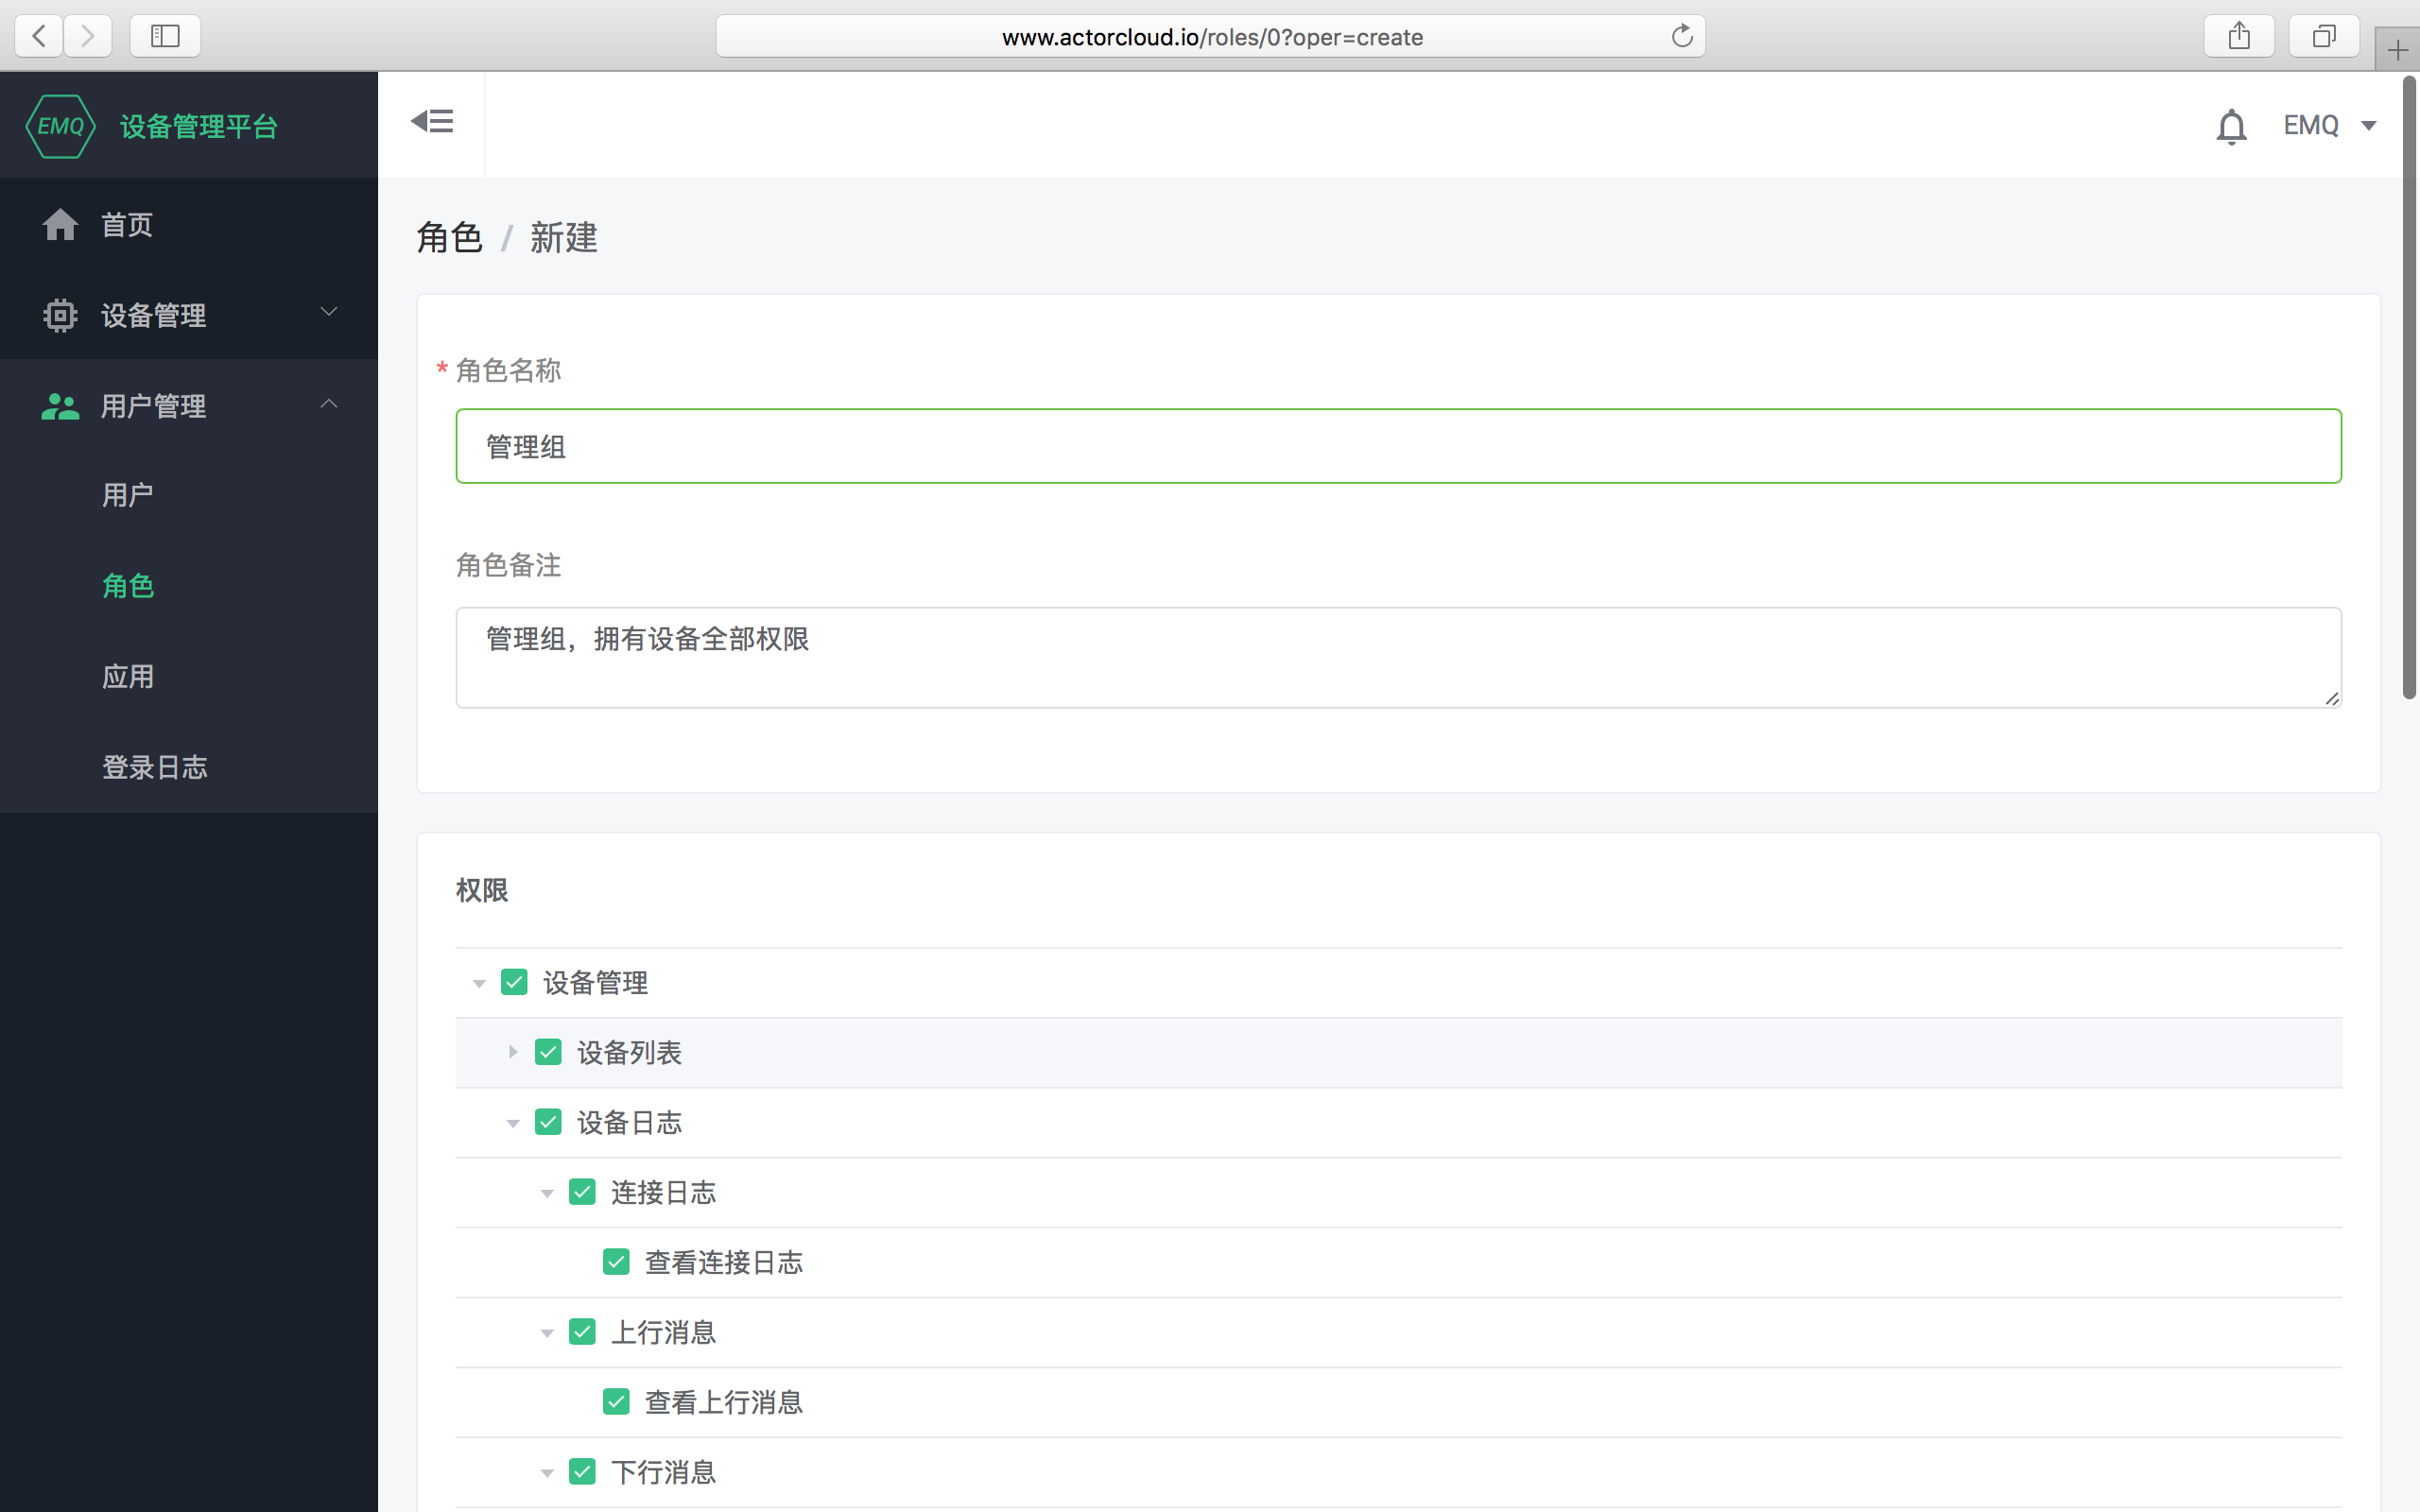 www.actorcloud.io/roles/0?oper=create
EMQ 设备管理平台
EMQ
首页
设备管理
用户管理
用户
角色
应用
登录日志
角色 / 新建
* 角色名称
管理组
角色备注
管理组，拥有设备全部权限
权限
设备管理
设备列表
设备日志
连接日志
查看连接日志
上行消息
查看上行消息
下行消息